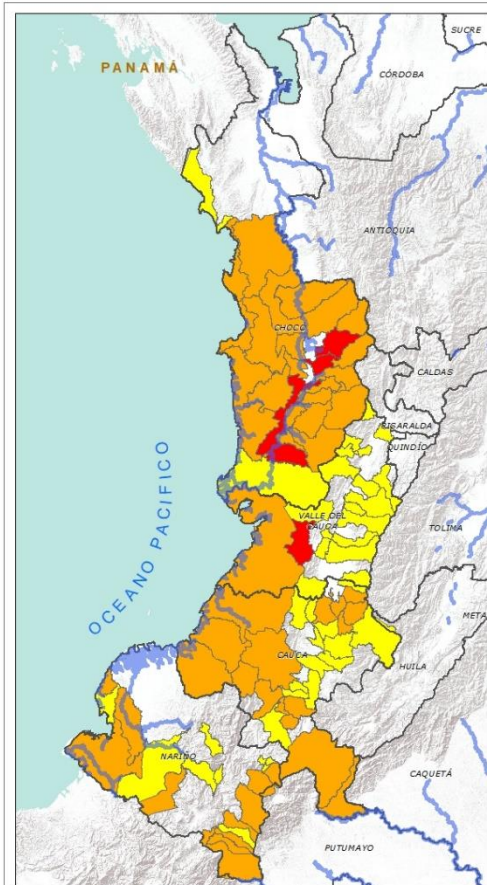 SUCRE
PANAMÁ
CÓRDOBA
ANTIOQUIA
CHOCÓ
CALDAS
RISARALDA
QUINDÍO
OCEANO PACIFICO
VALLE DEL
CAUCA
TOLIMA
META
CAUCA
HUILA
NARIÑO
CAQUETÁ
PUTUMAYO